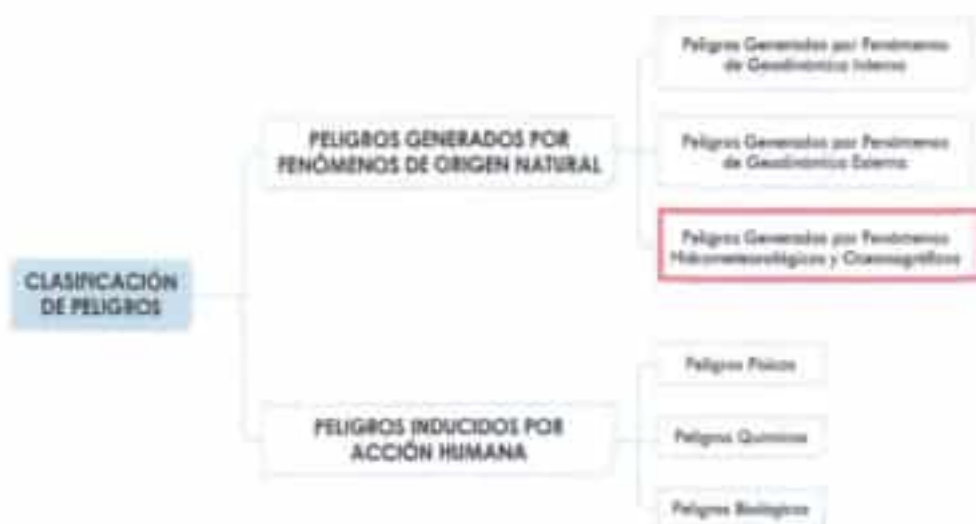 Peligros Generados por Fenómenos
de Geodinámica Interna
PELIGROS GENERADOS POR
FENÓMENOS DE ORIGEN NATURAL
Peligros Generados por Fenómenos
de Geodinámica Externa
Peligros Generados por Fenómenos
Hidrometeorológicos y Oceanográficos
CLASIFICACIÓN
DE PELIGROS
Peligros Físicos
PELIGROS INDUCIDOS POR
ACCIÓN HUMANA
Peligros Químicos
Peligros Biológicos